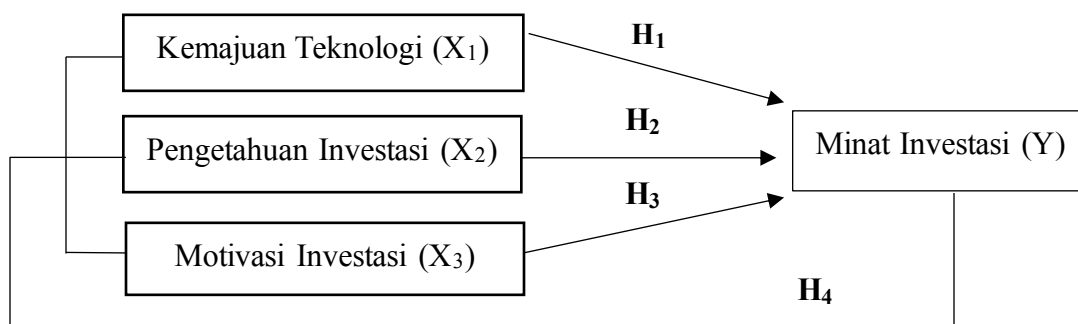 Kemajuan Teknologi (X₁)
H₁
Pengetahuan Investasi (X₂)
H₂
Minat Investasi (Y)
H₃
Motivasi Investasi (X₃)
H₄